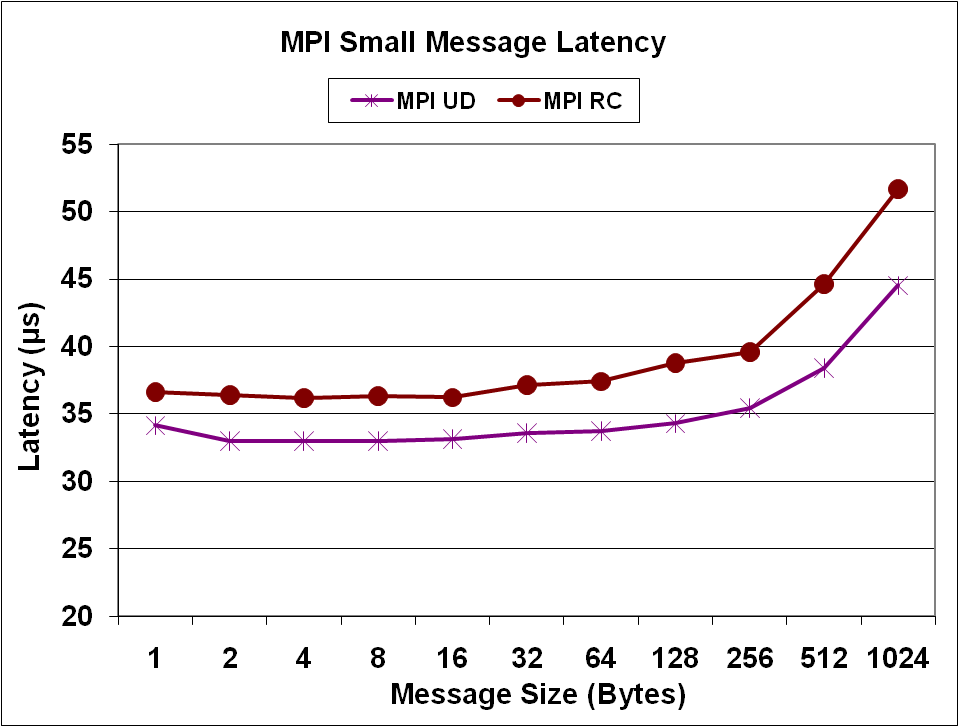 MPI Small Message Latency
MPI UD MPI RC
55
50
45
40
35
30
25
20
Latency (µs)
1 2 4 8 16 32 64 128 256 512 1024
Message Size (Bytes)